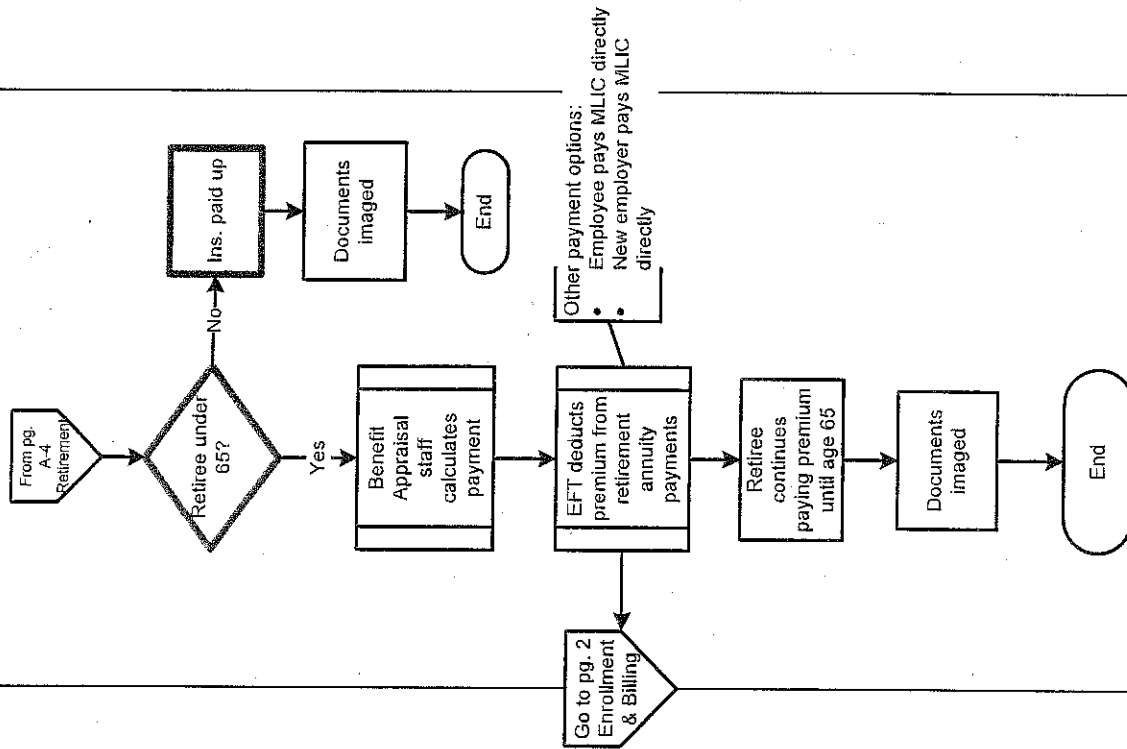 From pg.
A-4
Retirement
Retiree under
65?
No
Ins. paid up
Documents
imaged
End
Yes
Benefit
Appraisal
staff
calculates
payment
EFT deducts
premium from
retirement
annuity
payments
Other payment options:
• Employee pays MLIC directly
• New employer pays MLIC
directly
Go to pg. 2
Enrollment
& Billing
Retiree
continues
paying premium
until age 65
Documents
imaged
End